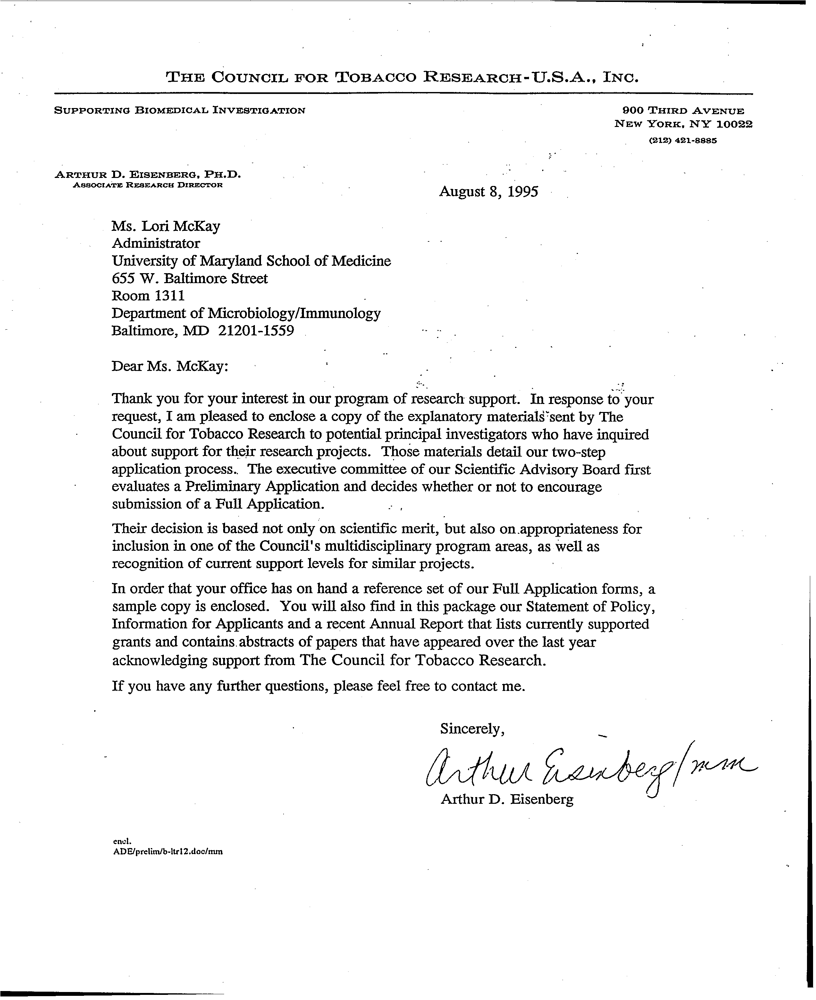 THE COUNCIL FOR TOBACCO RESEARCH-U.S.A., INC.
SUPPORTING BIOMEDICAL INVESTIGATION
900 THIRD AVENUE
NEW YORK, NY 10022
(212) 421-8885
ARTHUR D. EISENBERG, PH.D.
ASSOCIATE RESEARCH DIRECTOR
August 8, 1995
Ms. Lori McKay
Administrator
University of Maryland School of Medicine
655 W. Baltimore Street
Room 1311
Department of Microbiology/Immunology
Baltimore, MD 21201-1559
Dear Ms. McKay:
Thank you for your interest in our program of research support. In response to your
request, I am pleased to enclose a copy of the explanatory materials sent by The
Council for Tobacco Research to potential principal investigators who have inquired
about support for their research projects. Those materials detail our two-step
application process. The executive committee of our Scientific Advisory Board first
evaluates a Preliminary Application and decides whether or not to encourage
submission of a Full Application.
Their decision is based not only on scientific merit, but also on appropriateness for
inclusion in one of the Council's multidisciplinary program areas, as well as
recognition of current support levels for similar projects.
In order that your office has on hand a reference set of our Full Application forms, a
sample copy is enclosed. You will also find in this package our Statement of Policy,
Information for Applicants and a recent Annual Report that lists currently supported
grants and contains abstracts of papers that have appeared over the last year
acknowledging support from The Council for Tobacco Research.
If you have any further questions, please feel free to contact me.
Sincerely,
Arthur Eisenberg/mm
Arthur D. Eisenberg
encl.
ADE/prelim/b-ltr12.doc/mm